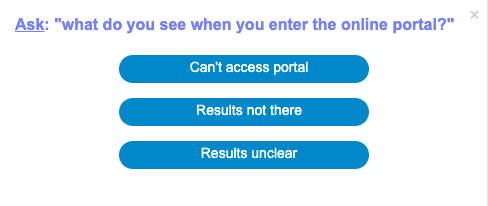 ×
Ask: "what do you see when you enter the online portal?"
Can't access portal
Results not there
Results unclear